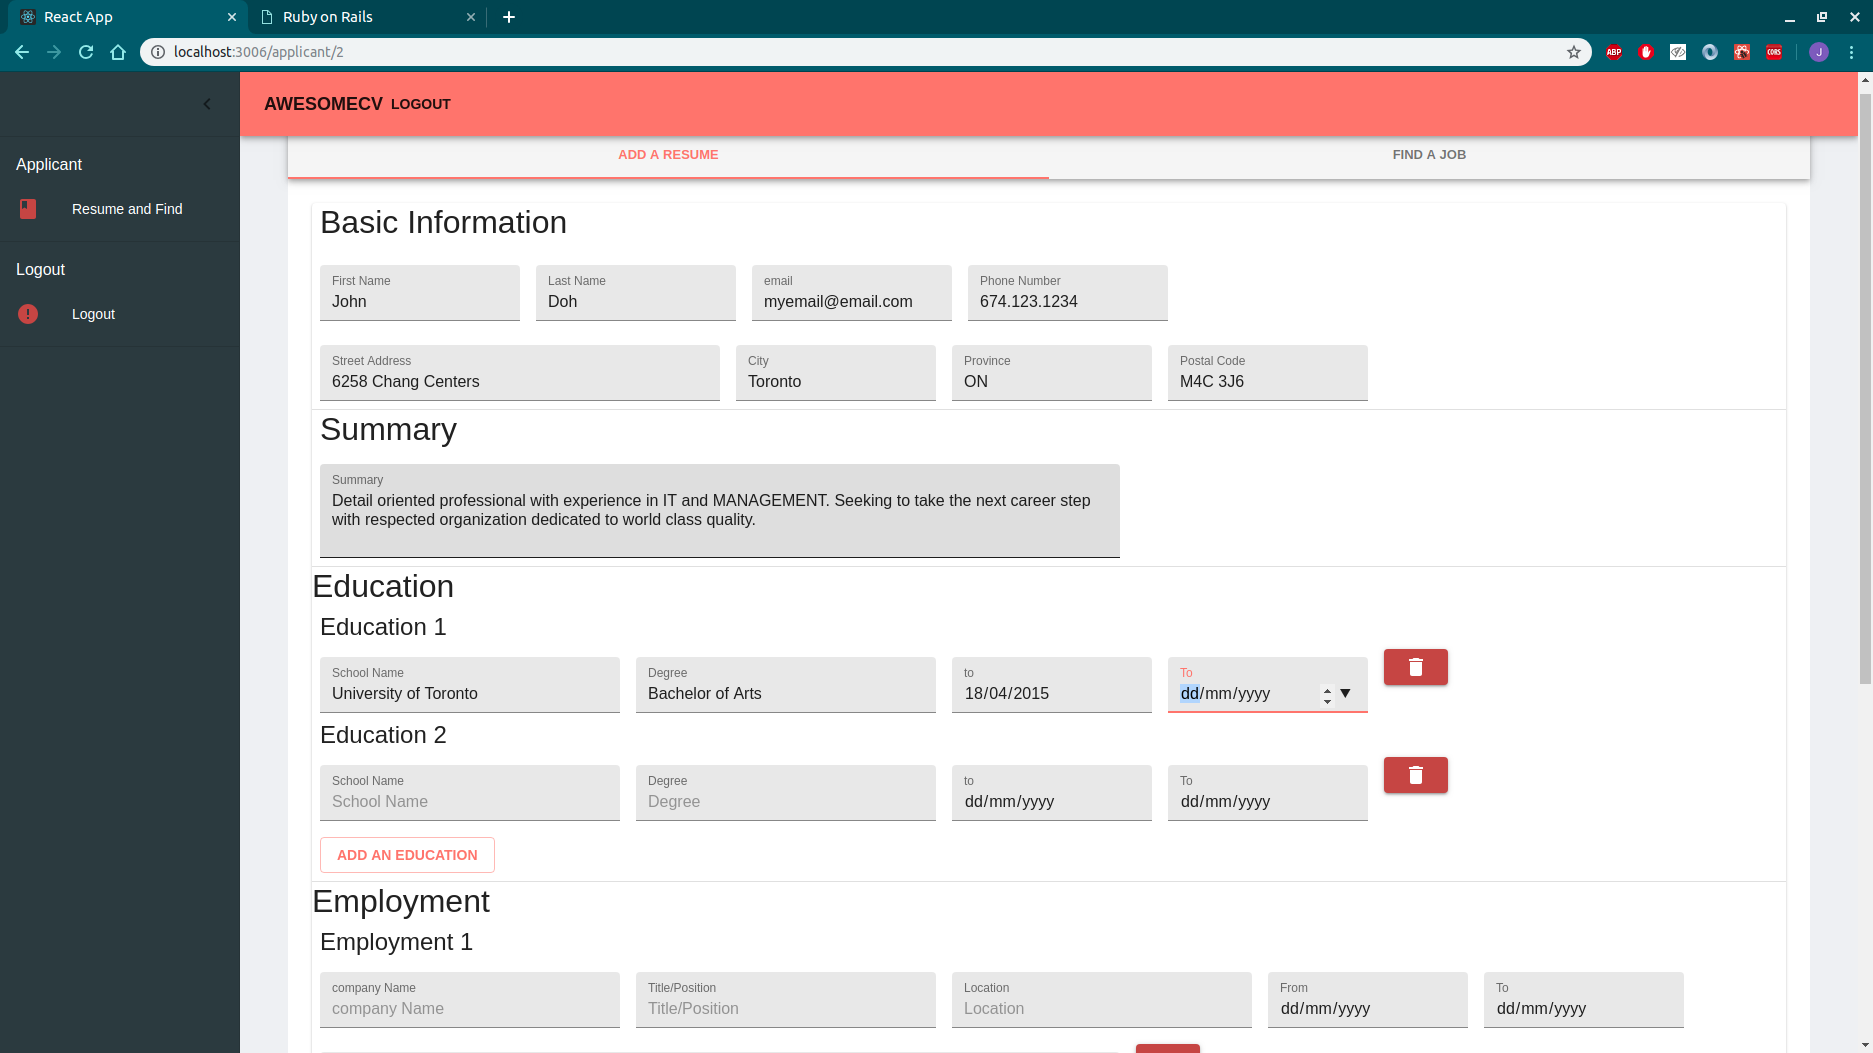 React App
Ruby on Rails
localhost:3006/applicant/2
ABP
CORS
J
AWESOMECV LOGOUT
Applicant
Resume and Find
Logout
Logout
ADD A RESUME
FIND A JOB
Basic Information
First Name
John
Last Name
Doh
email
myemail@email.com
Phone Number
674.123.1234
Street Address
6258 Chang Centers
City
Toronto
Province
ON
Postal Code
M4C 3J6
Summary
Summary
Detail oriented professional with experience in IT and MANAGEMENT. Seeking to take the next career step
with respected organization dedicated to world class quality.
Education
Education 1
School Name
University of Toronto
Degree
Bachelor of Arts
to
18/04/2015
To
dd/mm/yyyy
Education 2
School Name
School Name
Degree
Degree
to
dd/mm/yyyy
To
dd/mm/yyyy
ADD AN EDUCATION
Employment
Employment 1
company Name
company Name
Title/Position
Title/Position
Location
Location
From
dd/mm/yyyy
To
dd/mm/yyyy